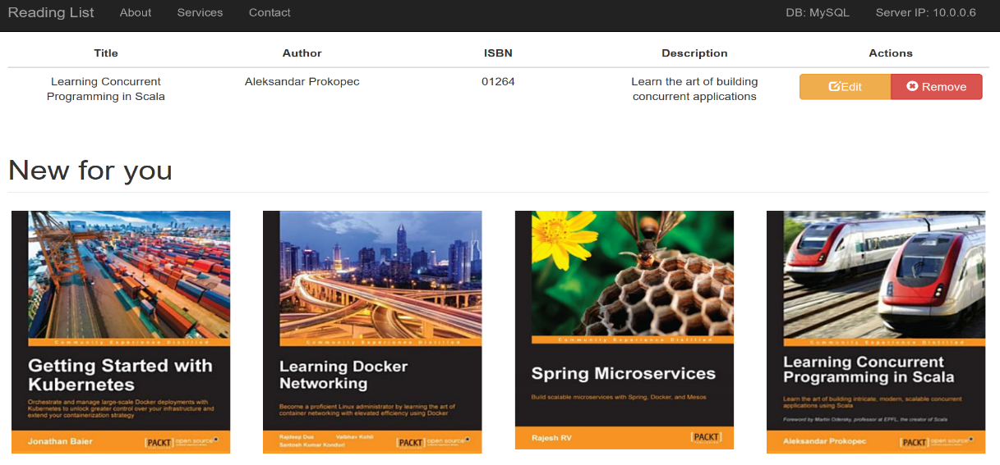 Reading List About Services Contact DB: MySQL Server IP: 10.0.0.6
Title Author ISBN Description Actions
Learning Concurrent Aleksandar Prokopec 01264 Learn the art of building Edit Remove
Programming in Scala concurrent applications
New for you
Community Experience Distilled
Getting Started with
Kubernetes
Orchestrate and manage large-scale Docker deployments with
Kubernetes to unlock greater control over your infrastructure and
extend your containerization strategy
Jonathan Baier [PACKT] open source
PUBLISHING
Community Experience Distilled
Learning Docker
Networking
Become a proficient Linux administrator by learning the art of
container networking with elevated efficiency using Docker
Rajdeep Dua Vaibhav Kohli
Santosh Kumar Konduri [PACKT] open source
PUBLISHING
Community Experience Distilled
Spring Microservices
Build scalable microservices with Spring, Docker, and Mesos
Rajesh RV [PACKT]
PUBLISHING
Community Experience Distilled
Learning Concurrent
Programming in Scala
Learn the art of building intricate, modern, scalable concurrent
applications using Scala
Foreword by Martin Odersky, professor at EPFL, the creator of Scala
Aleksandar Prokopec [PACKT] open source
PUBLISHING